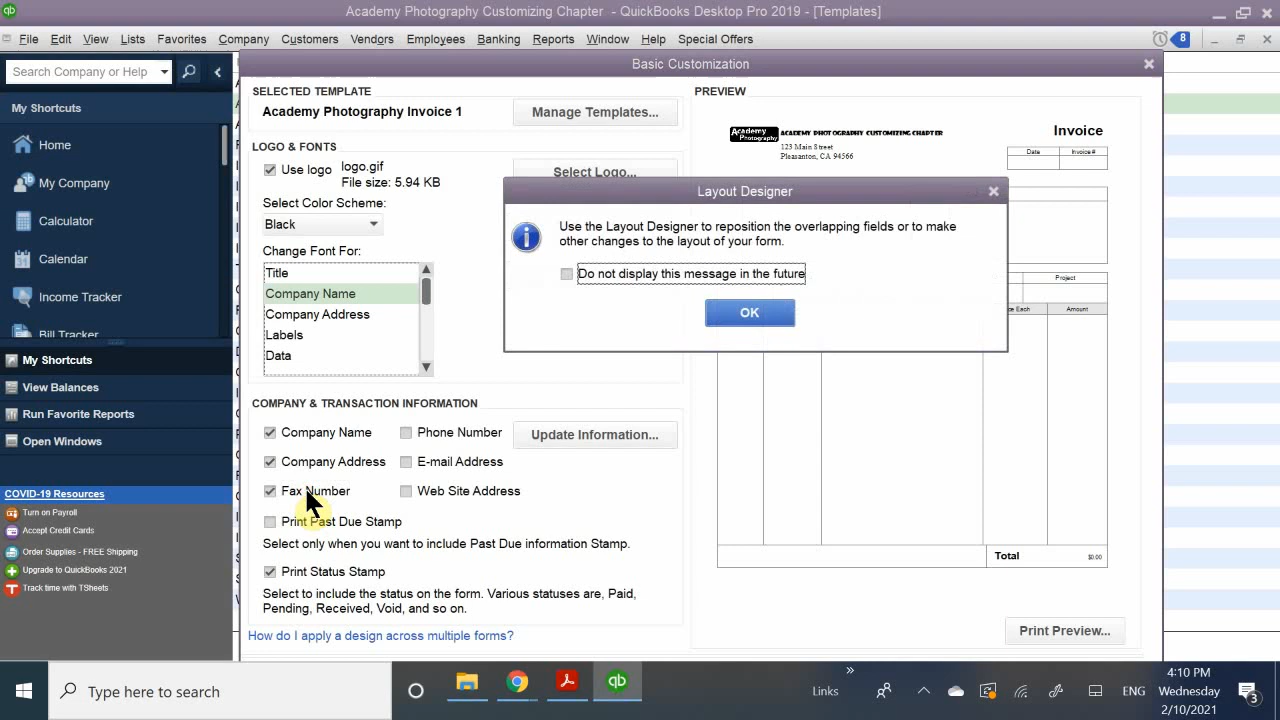 Academy Photography Customizing Chapter - QuickBooks Desktop Pro 2019 - [Templates]
File Edit View Lists Favorites Company Customers Vendors Employees Banking Reports Window Help Special Offers
8
Search Company or Help
My Shortcuts
Home
My Company
Calculator
Calendar
Income Tracker
Bill Tracker
My Shortcuts
View Balances
Run Favorite Reports
Open Windows
COVID-19 Resources
Turn on Payroll
Accept Credit Cards
Order Supplies - FREE Shipping
Upgrade to QuickBooks 2021
Track time with TSheets
Basic Customization
SELECTED TEMPLATE
Academy Photography Invoice 1
Manage Templates...
LOGO & FONTS
Use logo
logo.gif
File size: 5.94 KB
Select Logo...
Select Color Scheme:
Black
Change Font For:
Title
Company Name
Company Address
Labels
Data
COMPANY & TRANSACTION INFORMATION
Company Name Phone Number
Update Information...
Company Address E-mail Address
Fax Number Web Site Address
Print Past Due Stamp
Select only when you want to include Past Due information Stamp.
Print Status Stamp
Select to include the status on the form. Various statuses are, Paid,
Pending, Received, Void, and so on.
How do I apply a design across multiple forms?
PREVIEW
Academy
Photography
ACADEMY PHOTOGRAPHY CUSTOMIZING CHAPTER
123 Main Street
Pleasanton, CA 94566
Invoice
Date Invoice #
Project
Each Amount
Total $0.00
Print Preview...
Layout Designer
Use the Layout Designer to reposition the overlapping fields or to make
other changes to the layout of your form.
Do not display this message in the future
OK
Type here to search
qb
Links
ENG
4:10 PM
Wednesday
2/10/2021
3